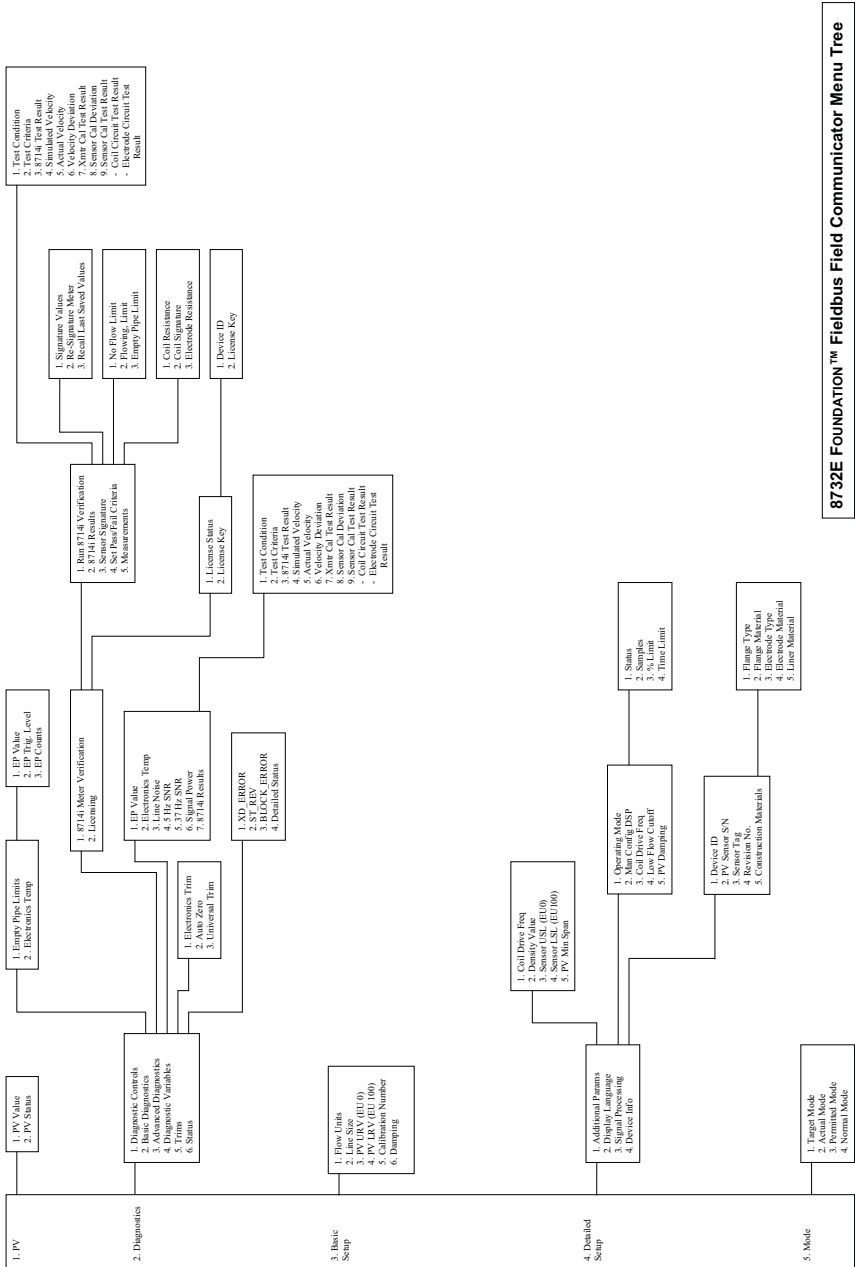 1. PV
2. Diagnostics
3. Basic
Setup
4. Detailed
Setup
5. Mode
1. PV Value
2. PV Status
1. Diagnostic Controls
2. Basic Diagnostics
3. Advanced Diagnostics
4. Diagnostic Variables
5. Trims
6. Status
1. Empty Pipe Limits
2. . Electronics Temp
1. EP Value
2. EP Trig. Level
3. EP Counts
1. 8714i Meter Verification
2. Licensing
1. Run 8714i Verification
2. 8714i Results
3. Sensor Signature
4. Set Pass/Fail Criteria
5. Measurements
1. Test Condition
2. Test Criteria
3. 8714i Test Result
4. Simulated Velocity
5. Actual Velocity
6. Velocity Deviation
7. Xmtr Cal Test Result
8. Sensor Cal Deviation
9. Sensor Cal Test Result
- Coil Circuit Test Result
- Electrode Circuit Test
Result
1. Signature Values
2. Re-Signature Meter
3. Recall Last Saved Values
1. No Flow Limit
2. Flowing, Limit
3. Empty Pipe Limit
1. Coil Resistance
2. Coil Signature
3. Electrode Resistance
1. License Status
2. License Key
1. Device ID
2. License Key
1. EP Value
2. Electronics Temp
3. Line Noise
4. 5 Hz SNR
5. 37 Hz SNR
6. Signal Power
7. 8714i Results
1. Test Condition
2. Test Criteria
3. 8714i Test Result
4. Simulated Velocity
5. Actual Velocity
6. Velocity Deviation
7. Xmtr Cal Test Result
8. Sensor Cal Deviation
9. Sensor Cal Test Result
- Coil Circuit Test Result
- Electrode Circuit Test
Result
1. Electronics Trim
2. Auto Zero
3. Universal Trim
1. XD_ERROR
2. ST_REV
3. BLOCK_ERROR
4. Detailed Status
1. Flow Units
2. Line Size
3. PV URV (EU 0)
4. PV LRV (EU 100)
5. Calibration Number
6. Damping
1. Additional Params
2. Display Language
3. Signal Processing
4. Device Info
1. Coil Drive Freq
2. Density Value
3. Sensor USL (EU0)
4. Sensor LSL (EU100)
5. PV Min Span
1. Operating Mode
2. Man Config DSP
3. Coil Drive Freq
4. Low Flow Cutoff
5. PV Damping
1. Status
2. Samples
3. % Limit
4. Time Limit
1. Device ID
2. PV Sensor S/N
3. Sensor Tag
4 Revision No.
5. Construction Materials
1. Flange Type
2. Flange Material
3. Electrode Type
4. Electrode Material
5. Liner Material
1. Target Mode
2. Actual Mode
3. Permitted Mode
4. Normal Mode
8732E FOUNDATION™ Fieldbus Field Communicator Menu Tree